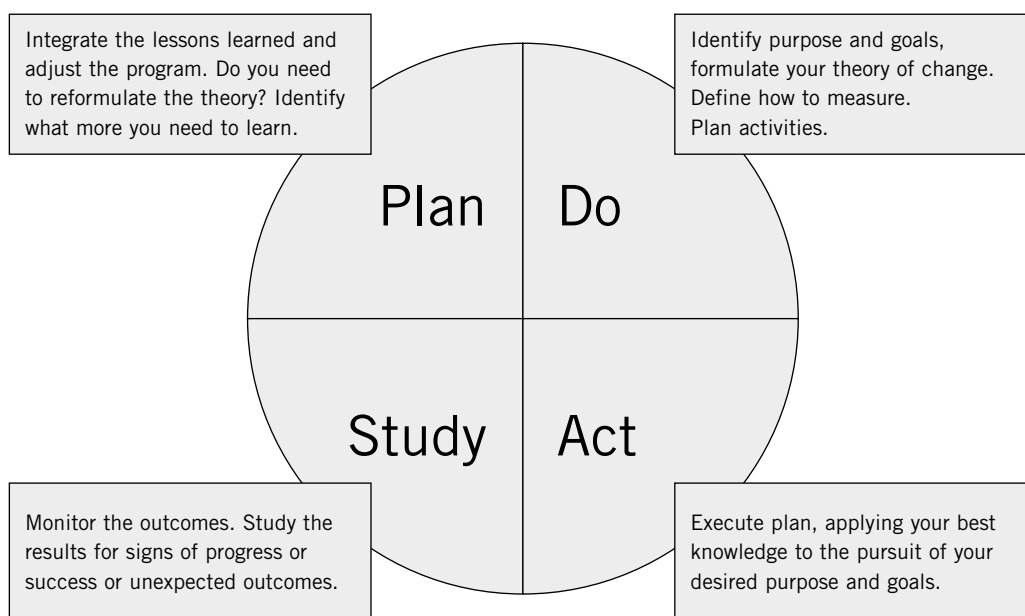 Integrate the lessons learned and
adjust the program. Do you need
to reformulate the theory? Identify
what more you need to learn.
Identify purpose and goals,
formulate your theory of change.
Define how to measure.
Plan activities.
Plan
Do
Study
Act
Monitor the outcomes. Study the
results for signs of progress or
success or unexpected outcomes.
Execute plan, applying your best
knowledge to the pursuit of your
desired purpose and goals.